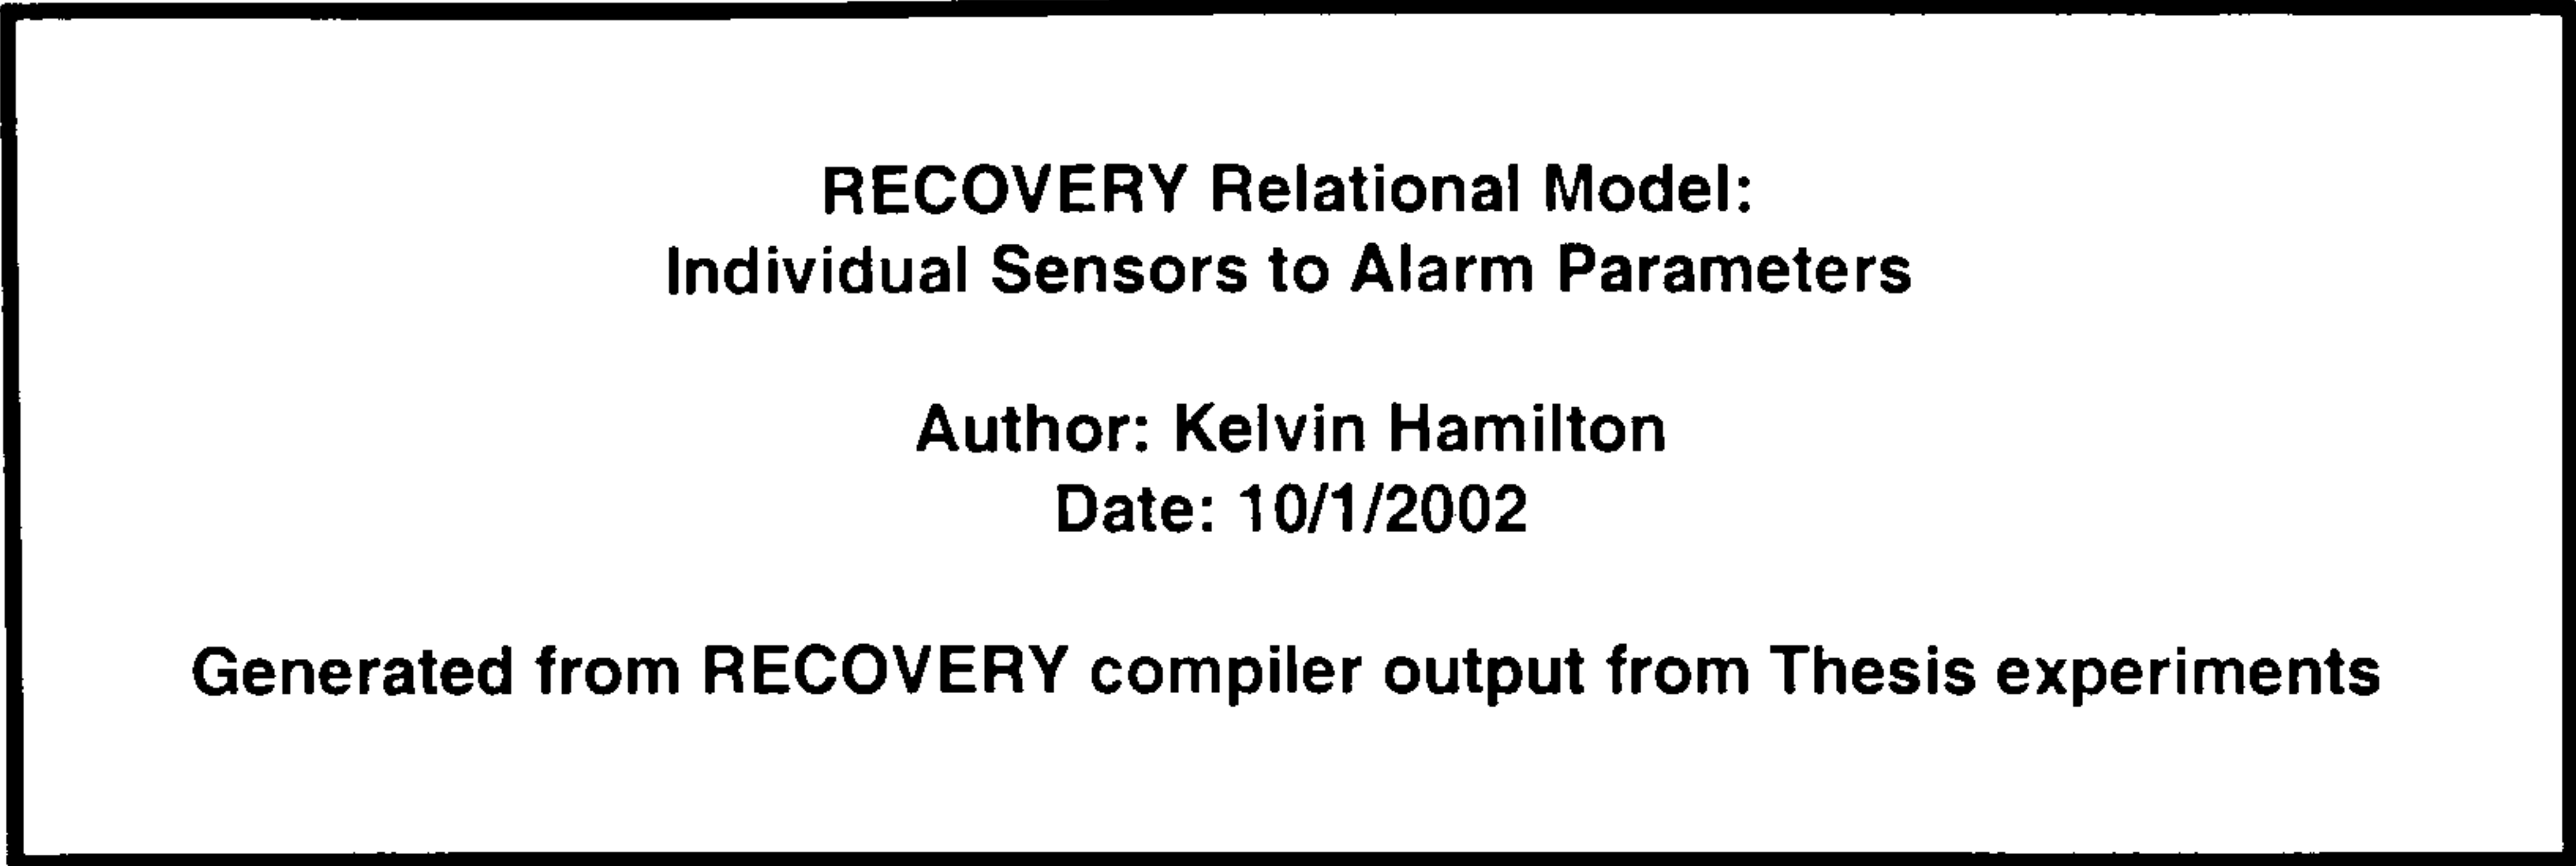 RECOVERY Relational Model:
Individual Sensors to Alarm Parameters
Author: Kelvin Hamilton
Date: 10/1/2002
Generated from RECOVERY compiler output from Thesis experiments